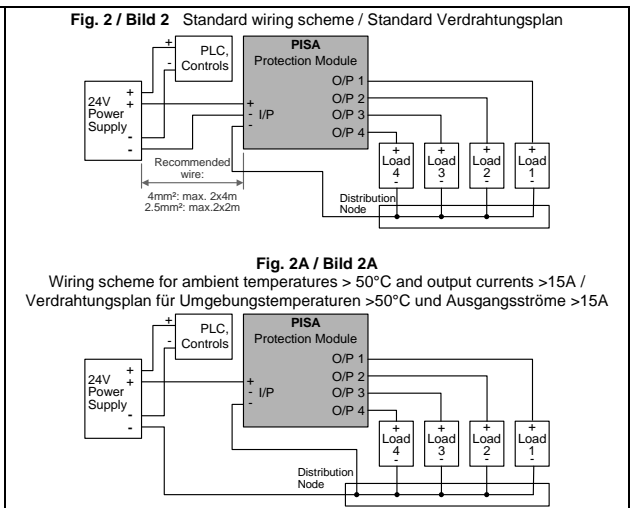 Fig. 2 / Bild 2 Standard wiring scheme / Standard Verdrahtungsplan
+
-
PLC,
Controls
PISA
Protection Module
O/P 1
O/P 2
O/P 3
O/P 4
+
- I/P
-
24V
Power
Supply
+
+
-
-
Recommended
wire:
4mm²: max. 2x4m
2.5mm²: max.2x2m
+
Load
4
-
+
Load
3
-
+
Load
2
-
+
Load
1
-
Distribution
Node
Fig. 2A / Bild 2A
Wiring scheme for ambient temperatures > 50°C and output currents >15A /
Verdrahtungsplan für Umgebungstemperaturen >50°C und Ausgangsströme >15A
+
-
PLC,
Controls
PISA
Protection Module
O/P 1
O/P 2
O/P 3
O/P 4
+
- I/P
-
24V
Power
Supply
+
+
-
-
+
Load
4
-
+
Load
3
-
+
Load
2
-
+
Load
1
-
Distribution
Node